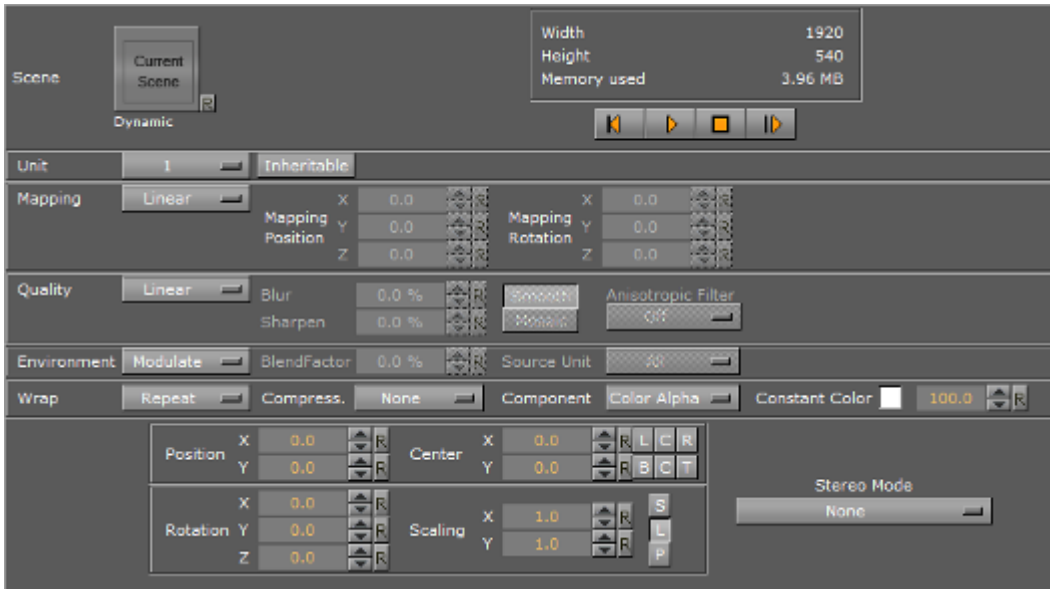 Width 1920
Height 540
Memory used 3.96 MB
Scene
Current
Scene
R
Dynamic
Unit 1 Inheritable
Mapping Linear
Mapping
Position
X 0.0 R
Y 0.0 R
Z 0.0 R
Mapping
Rotation
X 0.0 R
Y 0.0 R
Z 0.0 R
Quality Linear
Blur 0.0 % R Smooth
Sharpen 0.0 % R Mosaic
Anisotropic Filter
Off
Environment Modulate BlendFactor 0.0 % R Source Unit All
Wrap Repeat Compress. None Component Color Alpha Constant Color 100.0 R
Position
X 0.0 R
Y 0.0 R
Center
X 0.0 R L C R
Y 0.0 R B C T
Rotation
X 0.0 R
Y 0.0 R
Z 0.0 R
Scaling
X 1.0 R
Y 1.0 R
S
L
P
Stereo Mode
None